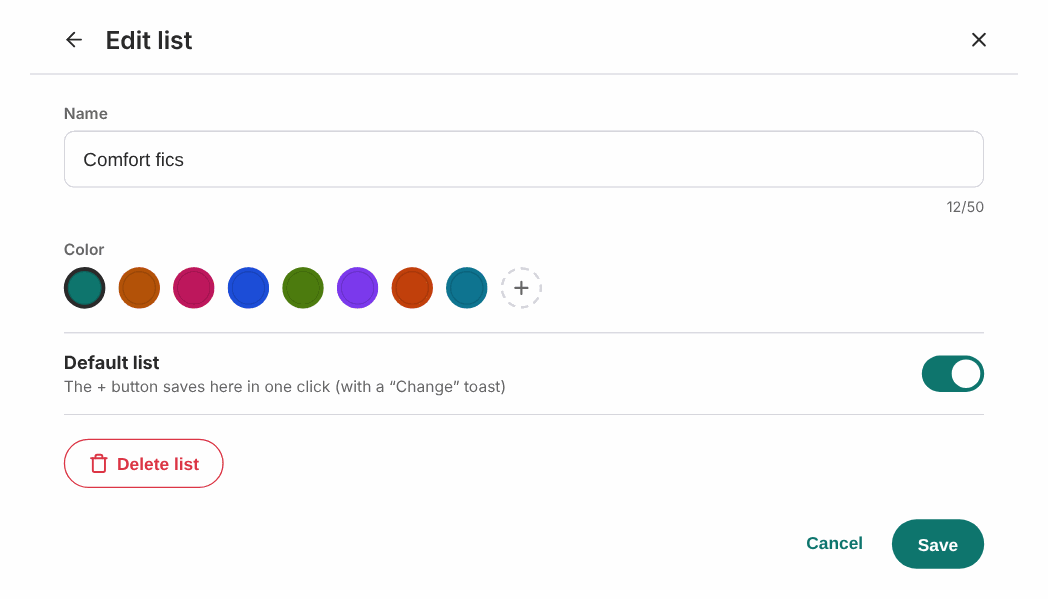 Edit list
Name
Comfort fics
12/50
Color
Default list
The + button saves here in one click (with a “Change” toast)
Delete list
Cancel
Save